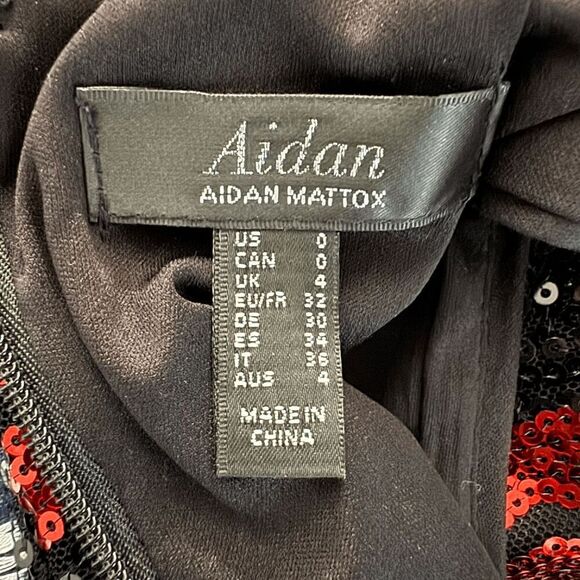 Aidan
AIDAN MATTOX
US 0
CAN 0
UK 4
EU/FR 32
DE 30
ES 34
IT 36
AUS 4
MADE IN
CHINA